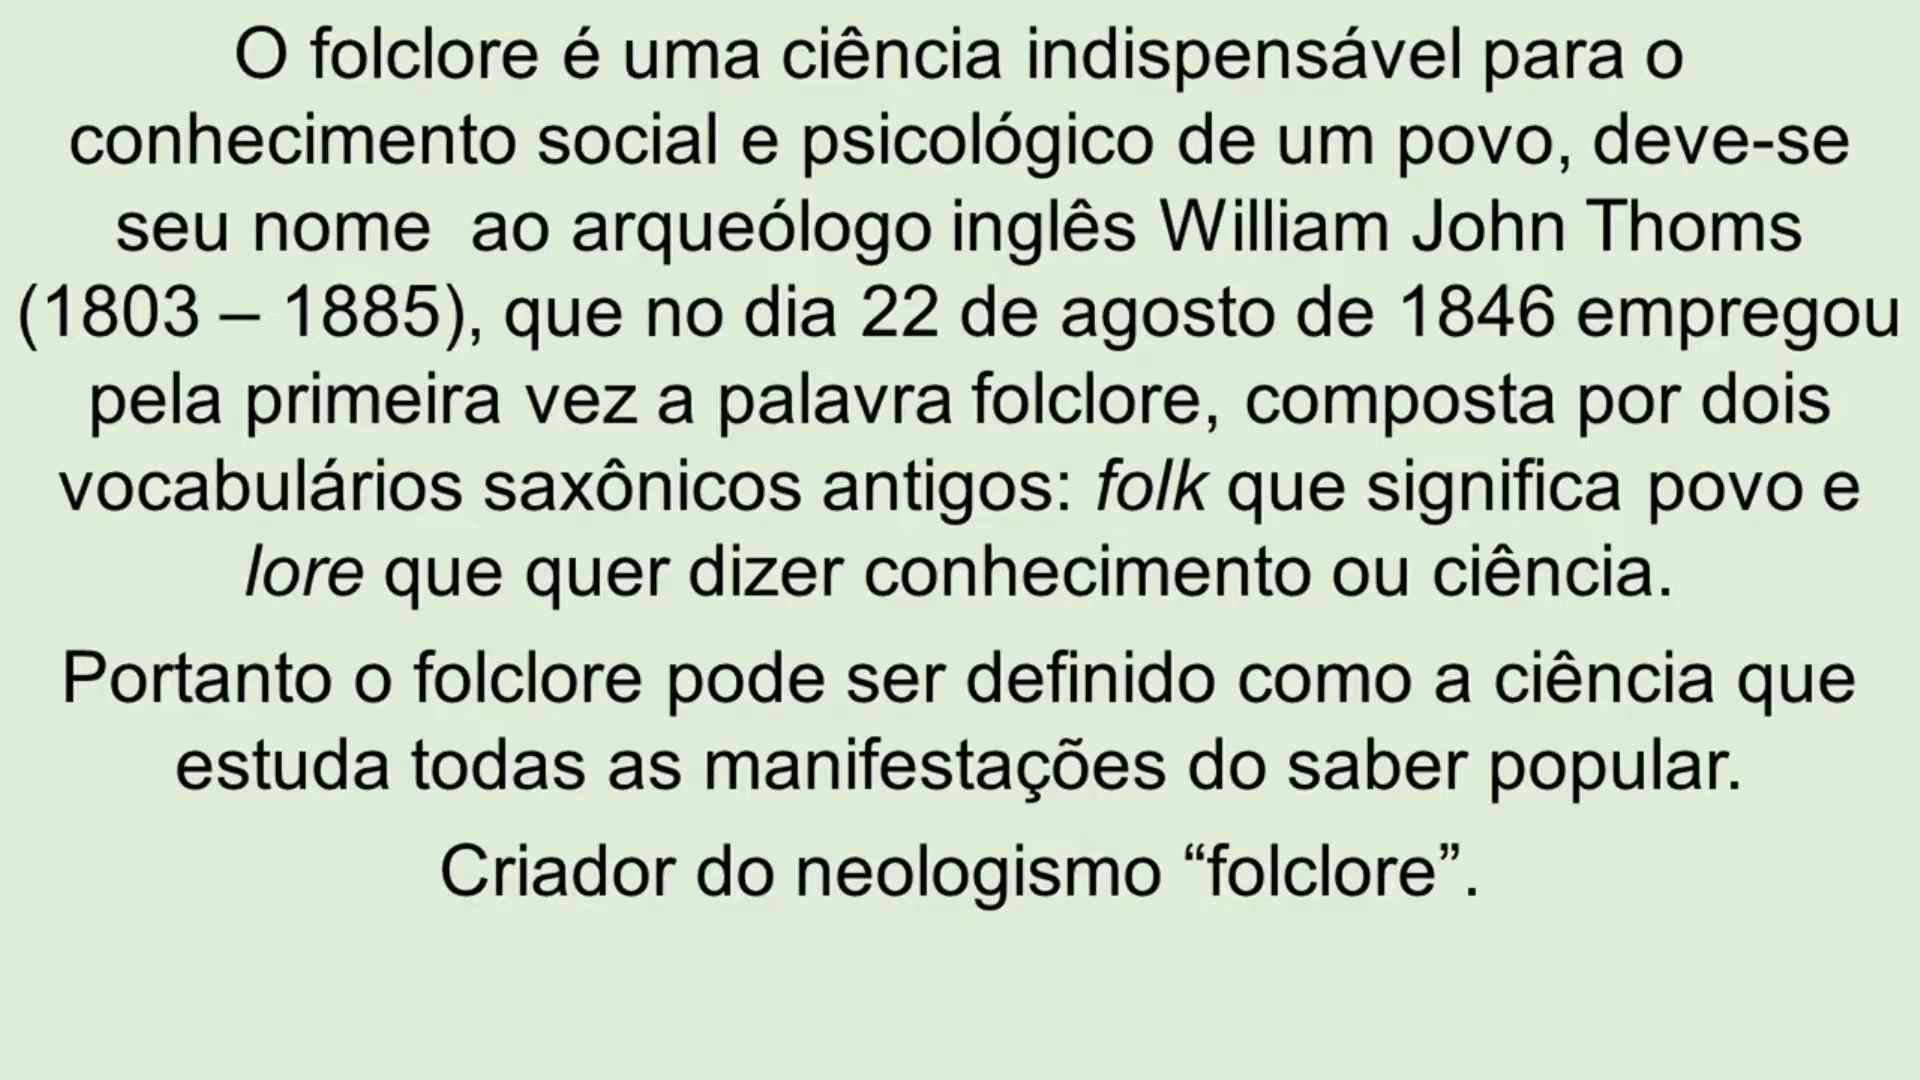 O folclore é uma ciência indispensável para o
conhecimento social e psicológico de um povo, deve-se
seu nome  ao arqueólogo inglês William John Thoms
(1803 – 1885), que no dia 22 de agosto de 1846 empregou
pela primeira vez a palavra folclore, composta por dois
vocabulários saxônicos antigos: folk que significa povo e
lore que quer dizer conhecimento ou ciência.
Portanto o folclore pode ser definido como a ciência que
estuda todas as manifestações do saber popular.
Criador do neologismo “folclore”.